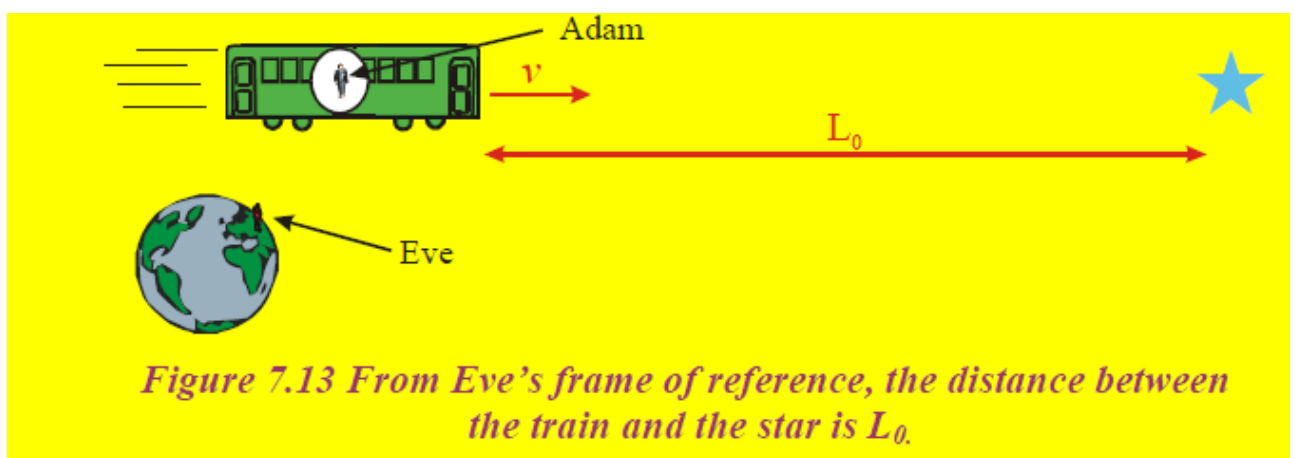 Adam
v
L₀
Eve
Figure 7.13 From Eve’s frame of reference, the distance between
the train and the star is L₀.